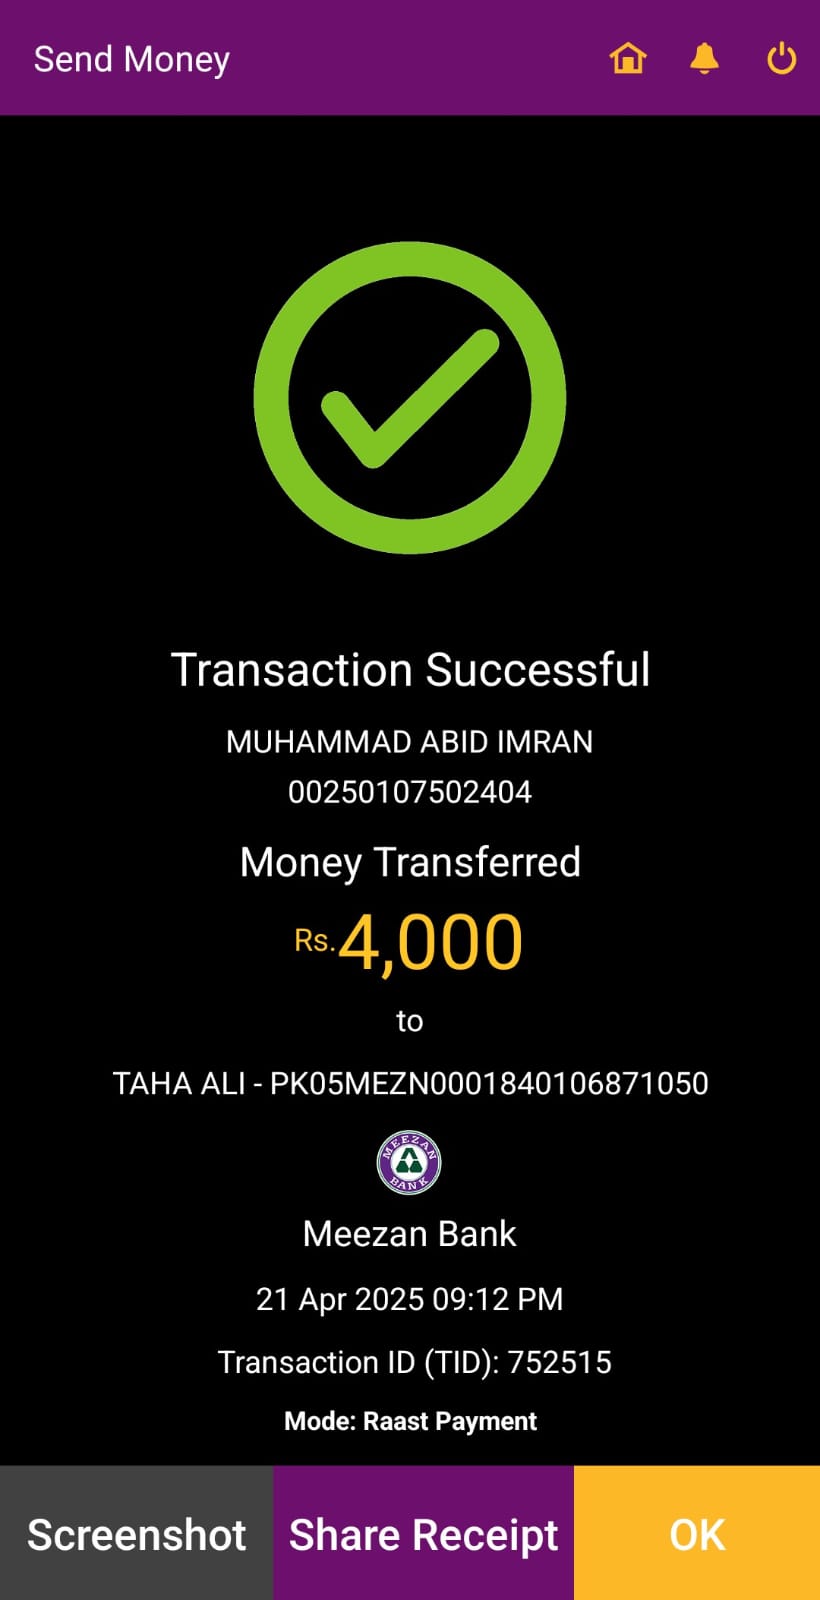 Send Money
Transaction Successful
MUHAMMAD ABID IMRAN
00250107502404
Money Transferred
Rs.4,000
to
TAHA ALI - PK05MEZN0001840106871050
MEEZAN
BANK
Meezan Bank
21 Apr 2025 09:12 PM
Transaction ID (TID): 752515
Mode: Raast Payment
Screenshot Share Receipt OK